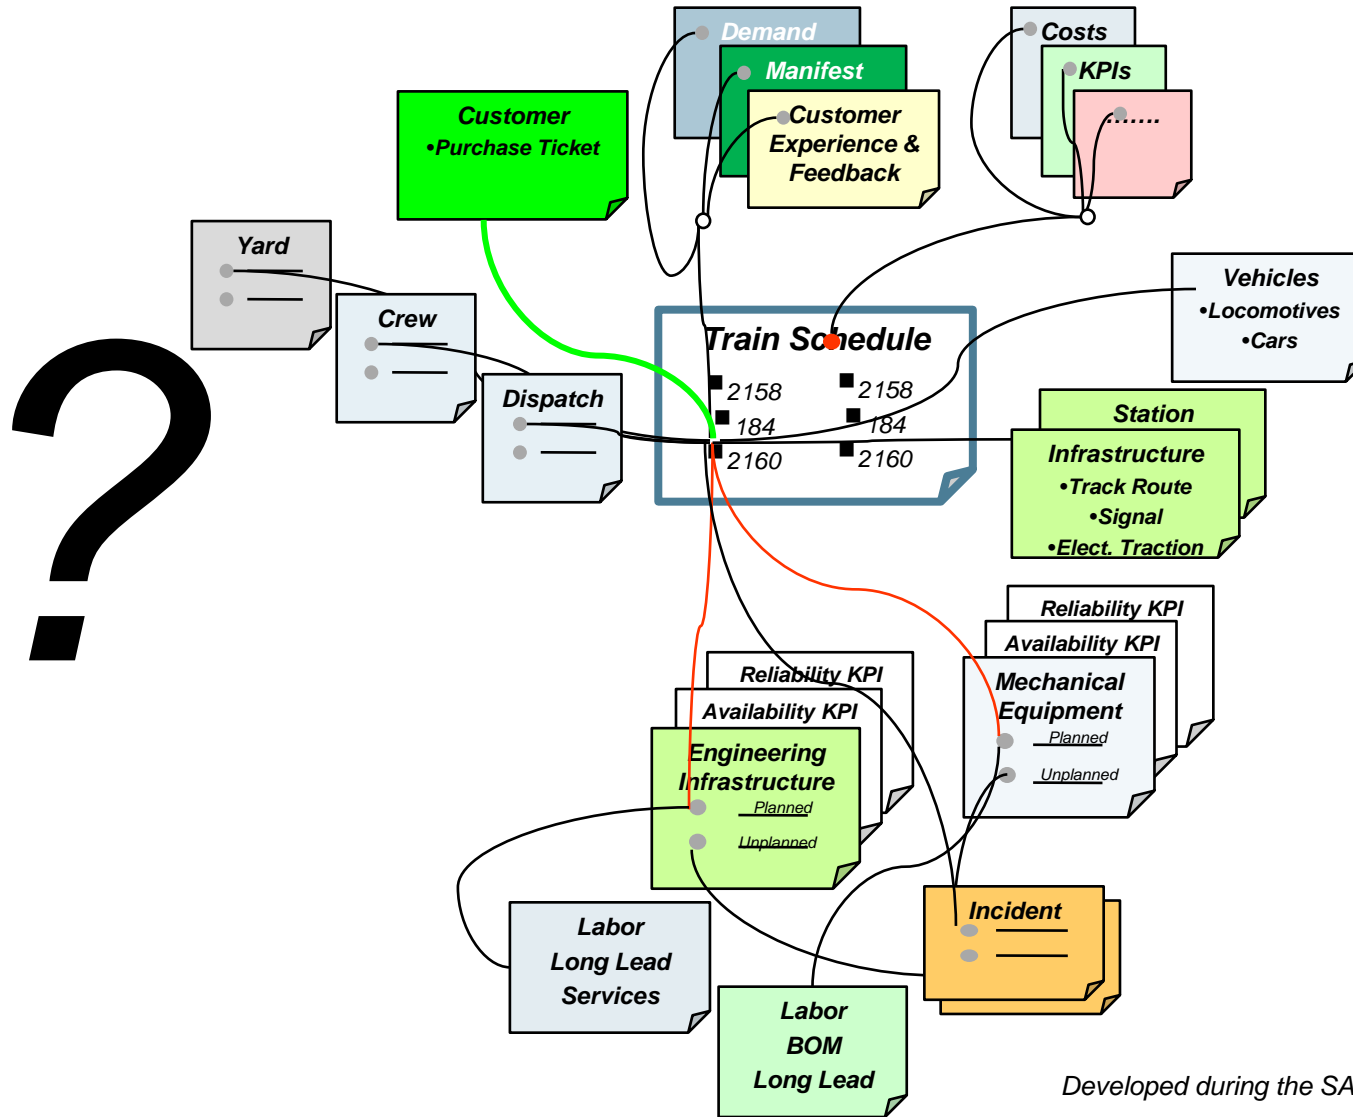 Demand
Manifest
Customer
Experience &
Feedback
Costs
KPIs
.......
Customer
•Purchase Ticket
Yard
Crew
Dispatch
Train Schedule
2158
184
2160
2158
184
2160
Vehicles
•Locomotives
•Cars
Station
Infrastructure
•Track Route
•Signal
•Elect. Traction
?
Reliability KPI
Availability KPI
Mechanical
Equipment
Planned
Unplanned
Reliability KPI
Availability KPI
Engineering
Infrastructure
Planned
Unplanned
Labor
Long Lead
Services
Labor
BOM
Long Lead
Incident
Developed during the SA